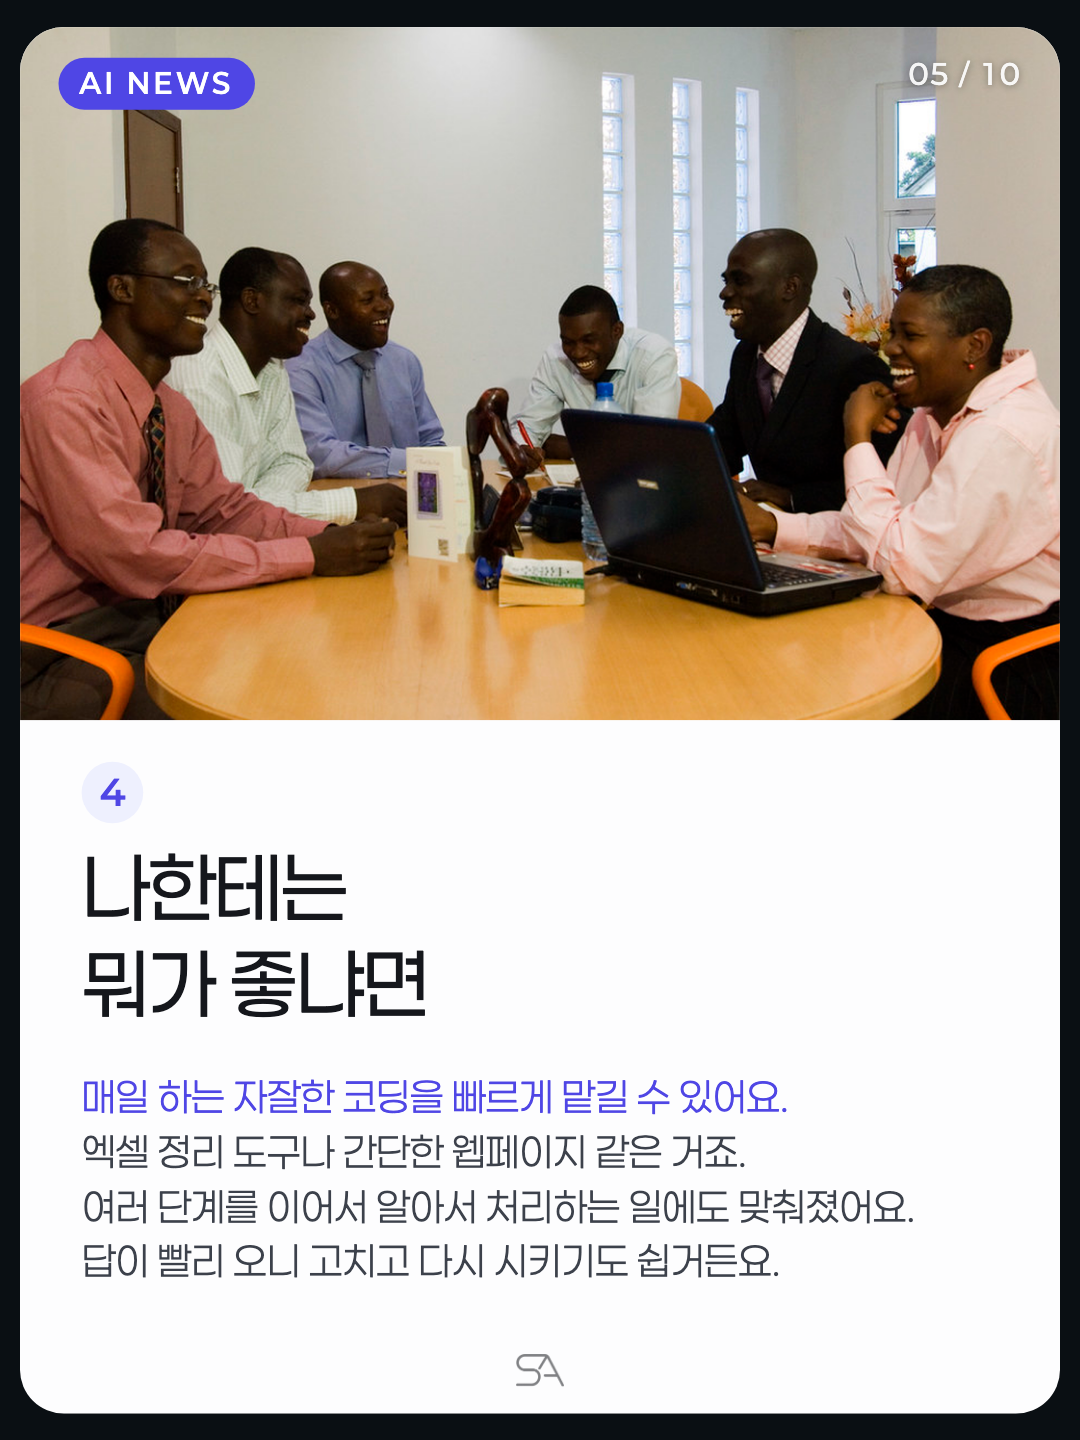 AI NEWS
05 / 10
4
나한테는
뭐가 좋냐면
매일 하는 자잘한 코딩을 빠르게 맡길 수 있어요.
엑셀 정리 도구나 간단한 웹페이지 같은 거죠.
여러 단계를 이어서 알아서 처리하는 일에도 맞춰졌어요.
답이 빨리 오니 고치고 다시 시키기도 쉽거든요.
SA